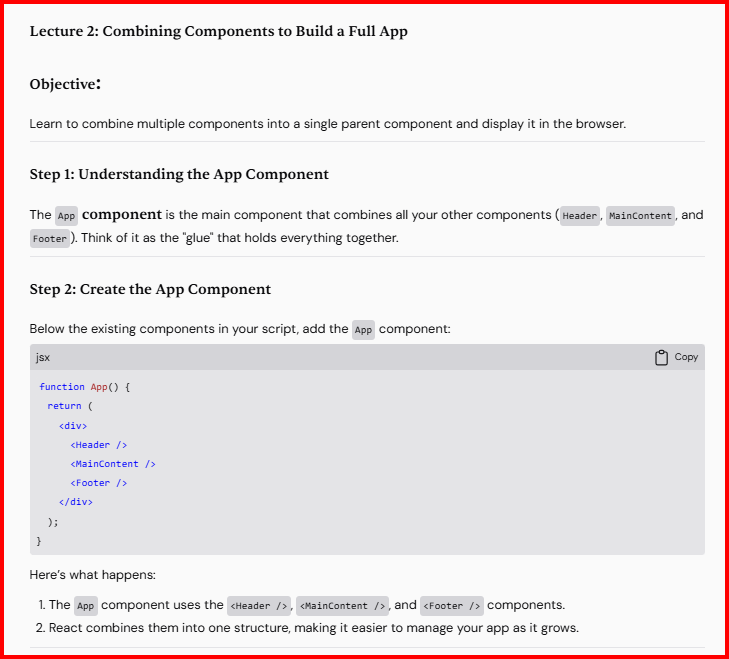 Lecture 2: Combining Components to Build a Full App
Objective:
Learn to combine multiple components into a single parent component and display it in the browser.
Step 1: Understanding the App Component
The App component is the main component that combines all your other components (Header, MainContent, and
Footer). Think of it as the "glue" that holds everything together.
Step 2: Create the App Component
Below the existing components in your script, add the App component:
jsx Copy
function App() {
  return (
    <div>
      <Header />
      <MainContent />
      <Footer />
    </div>
  );
}
Here’s what happens:
1. The App component uses the <Header />, <MainContent />, and <Footer /> components.
2. React combines them into one structure, making it easier to manage your app as it grows.